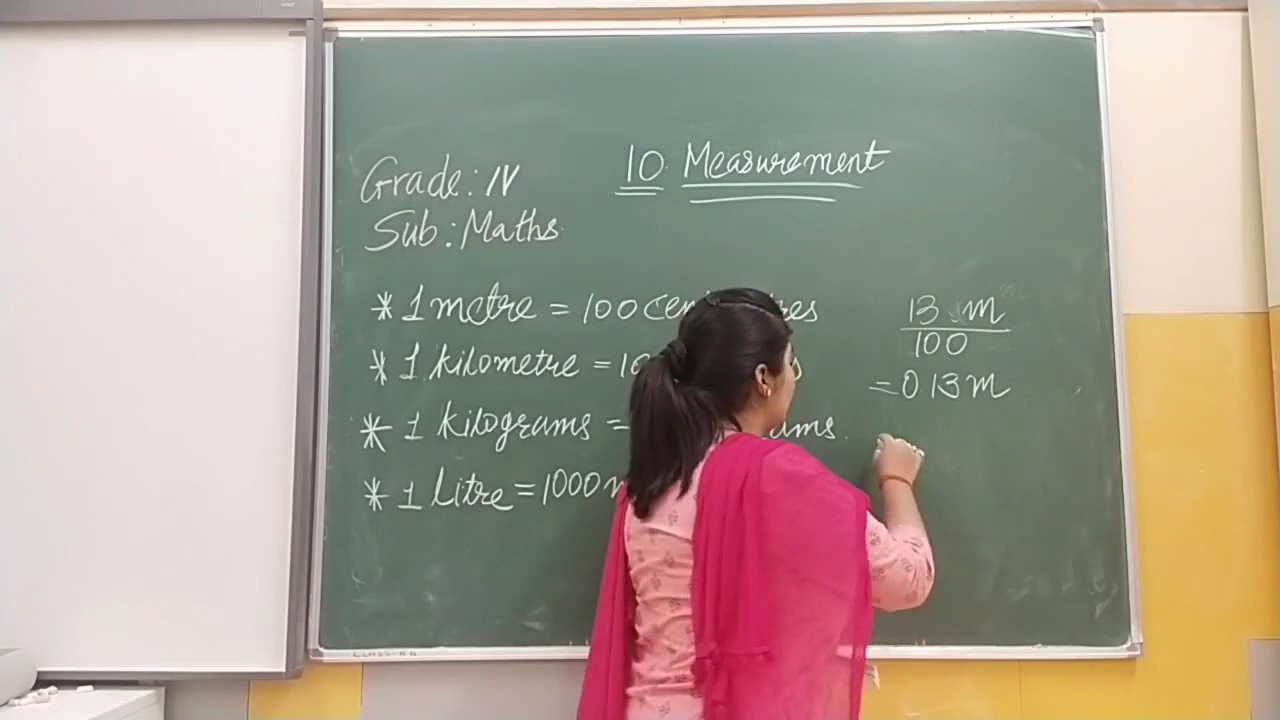 10. Measurement
Grade: IV
Sub: Maths.
* 1 metre = 100
* 1 kilometre =
* 1 kilograms =
* 1 Litre = 1000
13 m
100
= 0 13 m